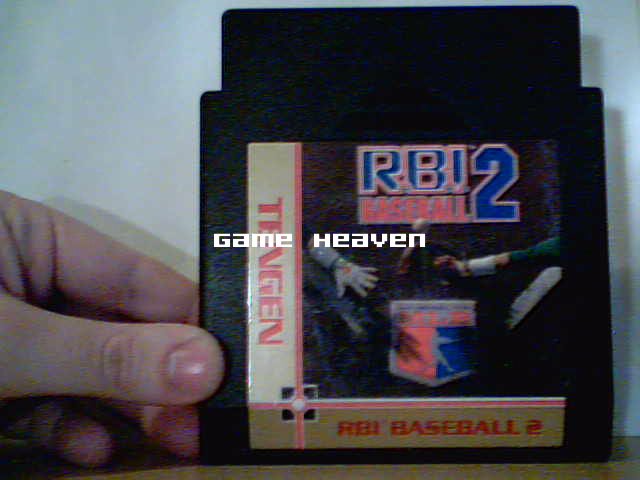 R.B.I. 2
BASEBALL
TENGEN
Game Heaven
RBI BASEBALL 2